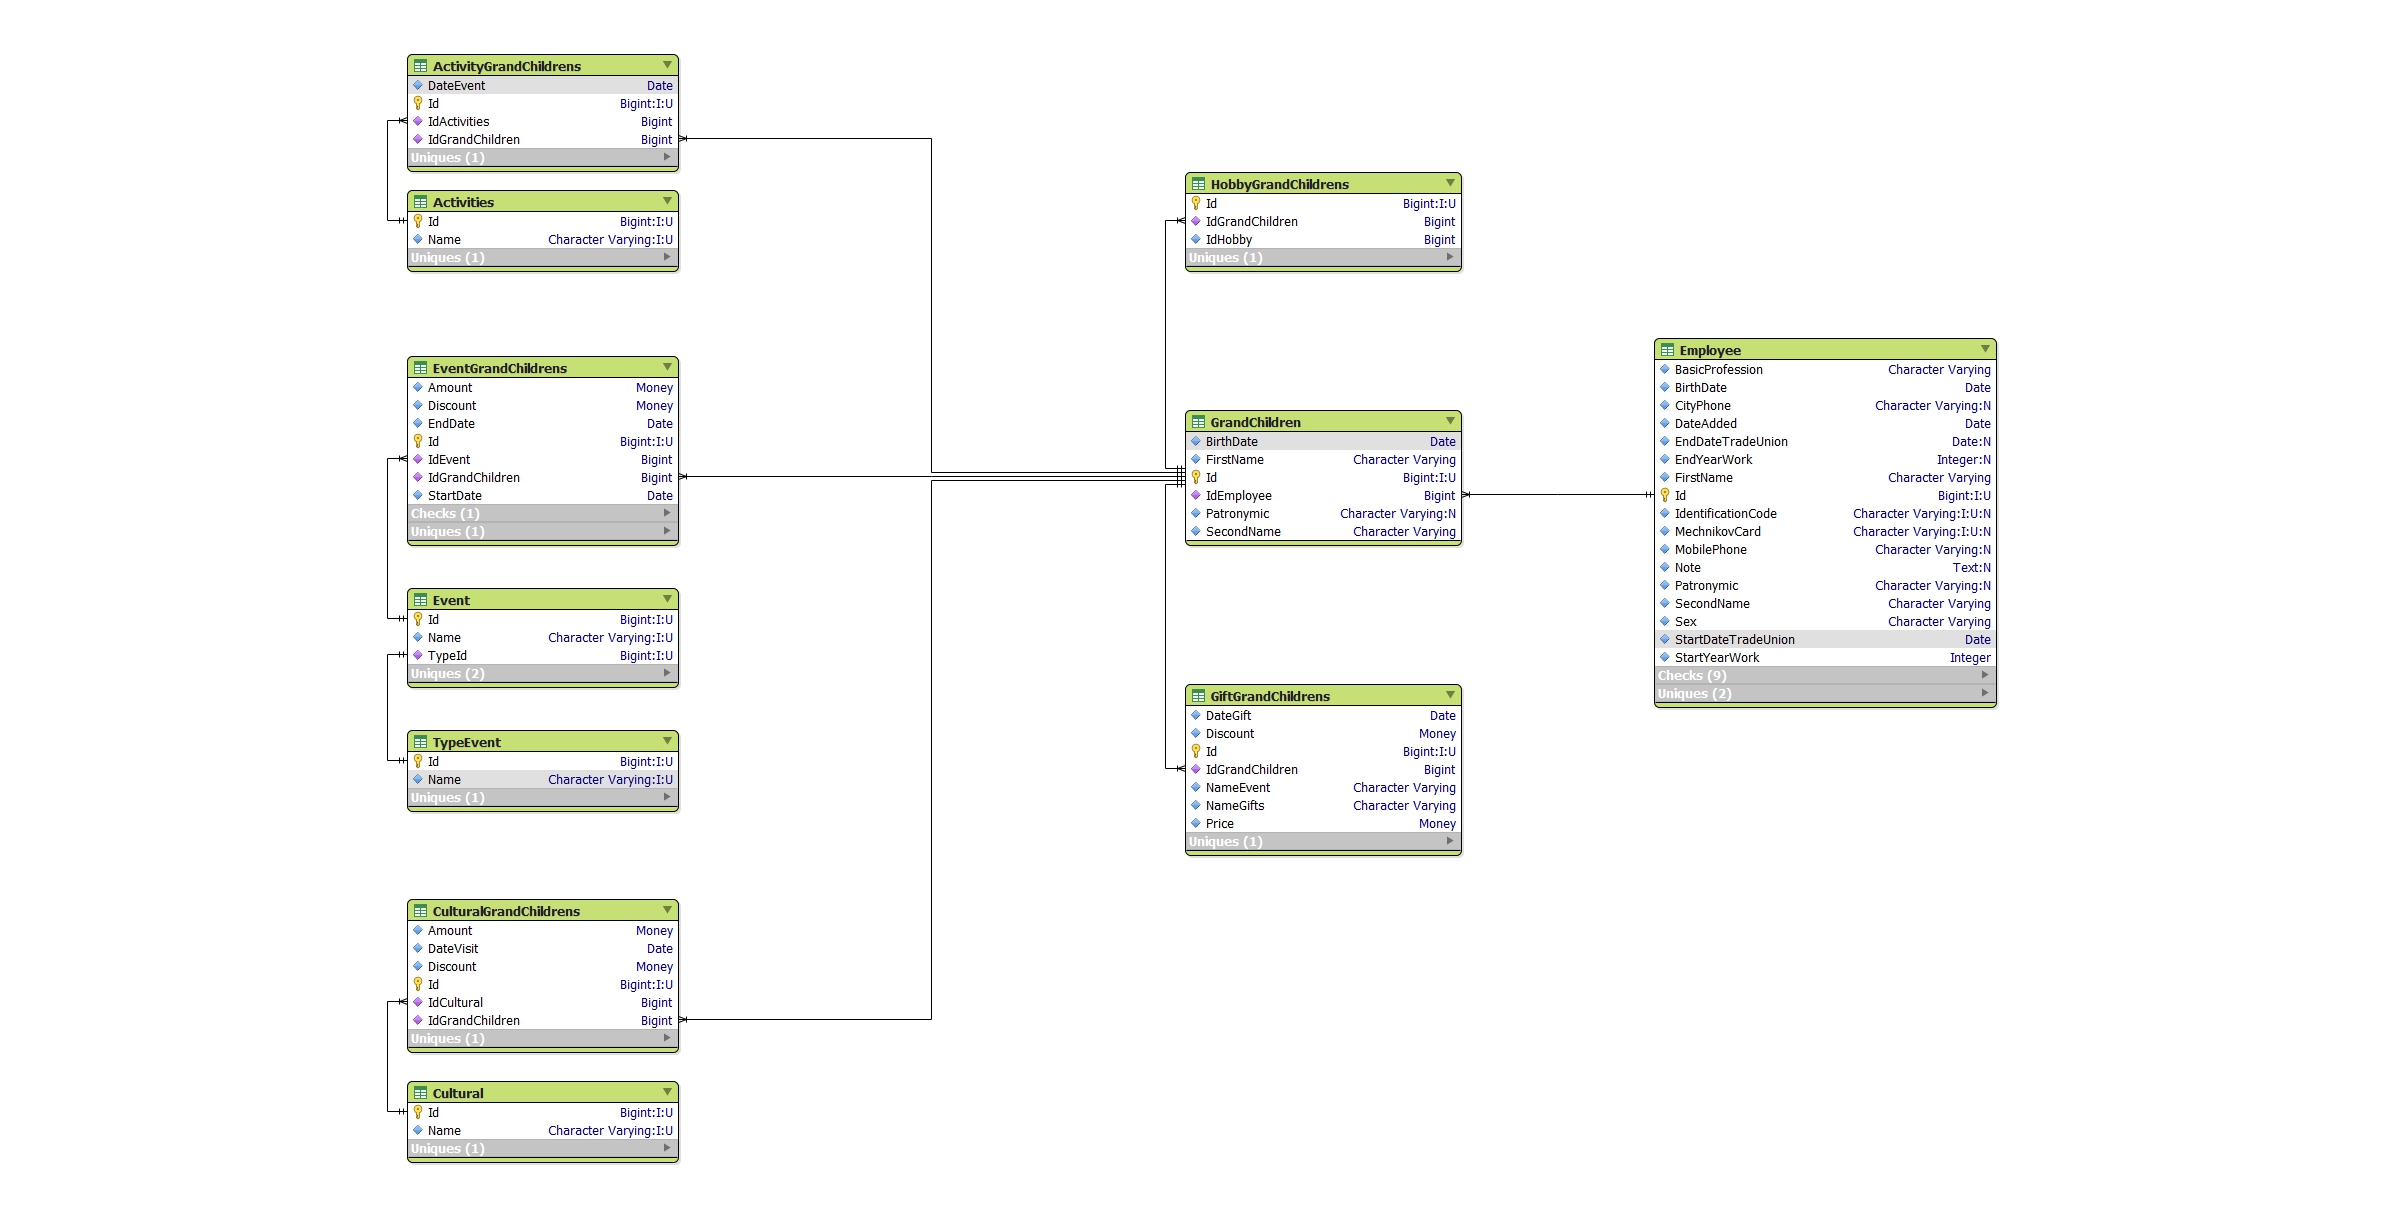 ActivityGrandChildrens
DateEvent Date
Id Bigint:I:U
IdActivities Bigint
IdGrandChildren Bigint
Uniques (1)
Activities
Id Bigint:I:U
Name Character Varying:I:U
Uniques (1)
EventGrandChildrens
Amount Money
Discount Money
EndDate Date
Id Bigint:I:U
IdEvent Bigint
IdGrandChildren Bigint
StartDate Date
Checks (1)
Uniques (1)
Event
Id Bigint:I:U
Name Character Varying:I:U
TypeId Bigint:I:U
Uniques (2)
TypeEvent
Id Bigint:I:U
Name Character Varying:I:U
Uniques (1)
CulturalGrandChildrens
Amount Money
DateVisit Date
Discount Money
Id Bigint:I:U
IdCultural Bigint
IdGrandChildren Bigint
Uniques (1)
Cultural
Id Bigint:I:U
Name Character Varying:I:U
Uniques (1)
HobbyGrandChildrens
Id Bigint:I:U
IdGrandChildren Bigint
IdHobby Bigint
Uniques (1)
GrandChildren
BirthDate Date
FirstName Character Varying
Id Bigint:I:U
IdEmployee Bigint
Patronymic Character Varying:N
SecondName Character Varying
GiftGrandChildrens
DateGift Date
Discount Money
Id Bigint:I:U
IdGrandChildren Bigint
NameEvent Character Varying
NameGifts Character Varying
Price Money
Uniques (1)
Employee
BasicProfession Character Varying
BirthDate Date
CityPhone Character Varying:N
DateAdded Date
EndDateTradeUnion Date:N
EndYearWork Integer:N
FirstName Character Varying
Id Bigint:I:U
IdentificationCode Character Varying:I:U:N
MechnikovCard Character Varying:I:U:N
MobilePhone Character Varying:N
Note Text:N
Patronymic Character Varying:N
SecondName Character Varying
Sex Character Varying
StartDateTradeUnion Date
StartYearWork Integer
Checks (9)
Uniques (2)